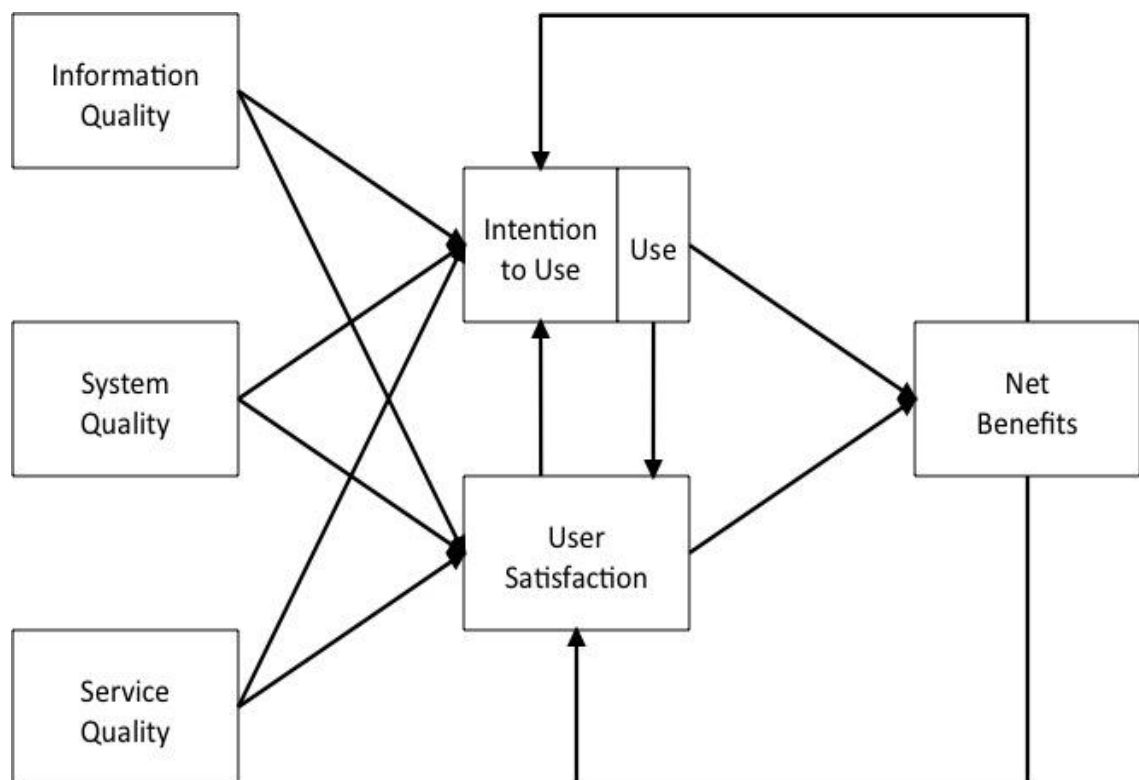 Information
Quality
Intention
to Use
Use
System
Quality
Net
Benefits
User
Satisfaction
Service
Quality